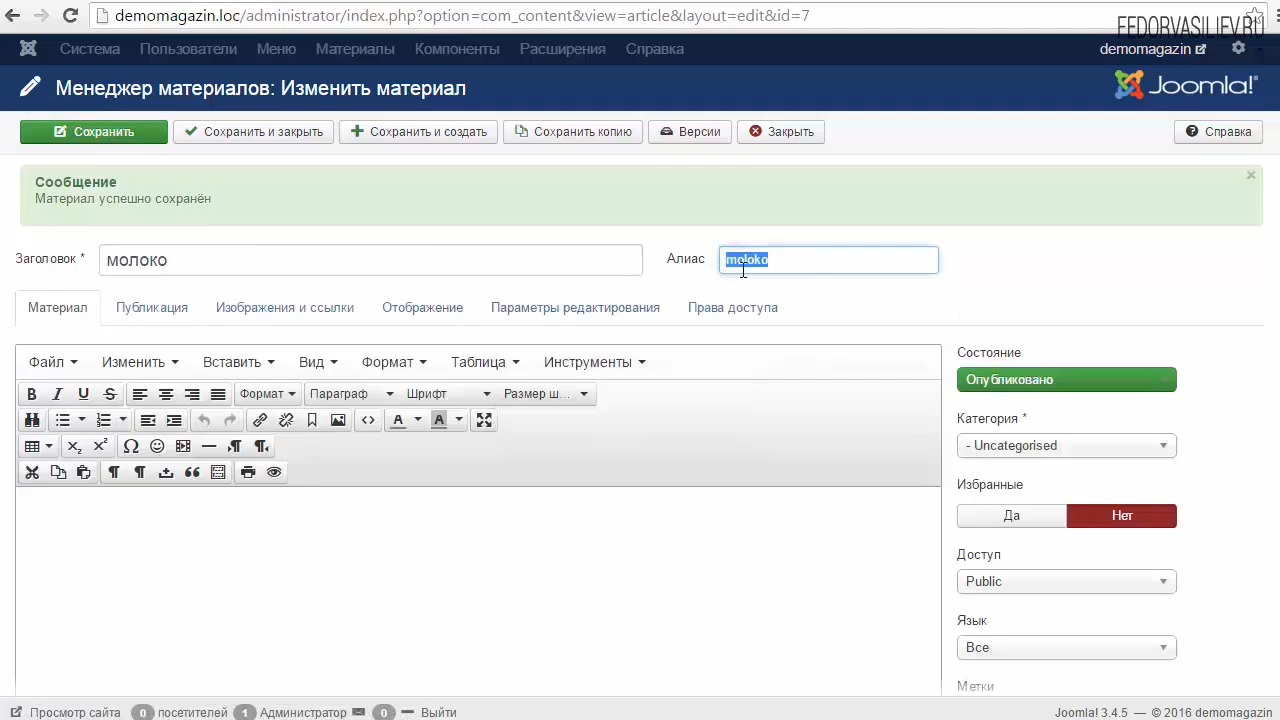 demomagazin.loc/administrator/index.php?option=com_content&view=article&layout=edit&id=7
FEDORVASILIEV.RU
Система Пользователи Меню Материалы Компоненты Расширения Справка demomagazin
Менеджер материалов: Изменить материал Joomla!
Сохранить Сохранить и закрыть Сохранить и создать Сохранить копию Версии Закрыть Справка
Сообщение
Материал успешно сохранён
Заголовок * молоко Алиас moloko
Материал Публикация Изображения и ссылки Отображение Параметры редактирования Права доступа
Файл Изменить Вставить Вид Формат Таблица Инструменты
Формат Параграф Шрифт Размер ш...
Состояние
Опубликовано
Категория *
- Uncategorised
Избранные
Да Нет
Доступ
Public
Язык
Все
Метки
Просмотр сайта 0 посетителей 1 Администратор 0 Выйти Joomla! 3.4.5 — © 2016 demomagazin